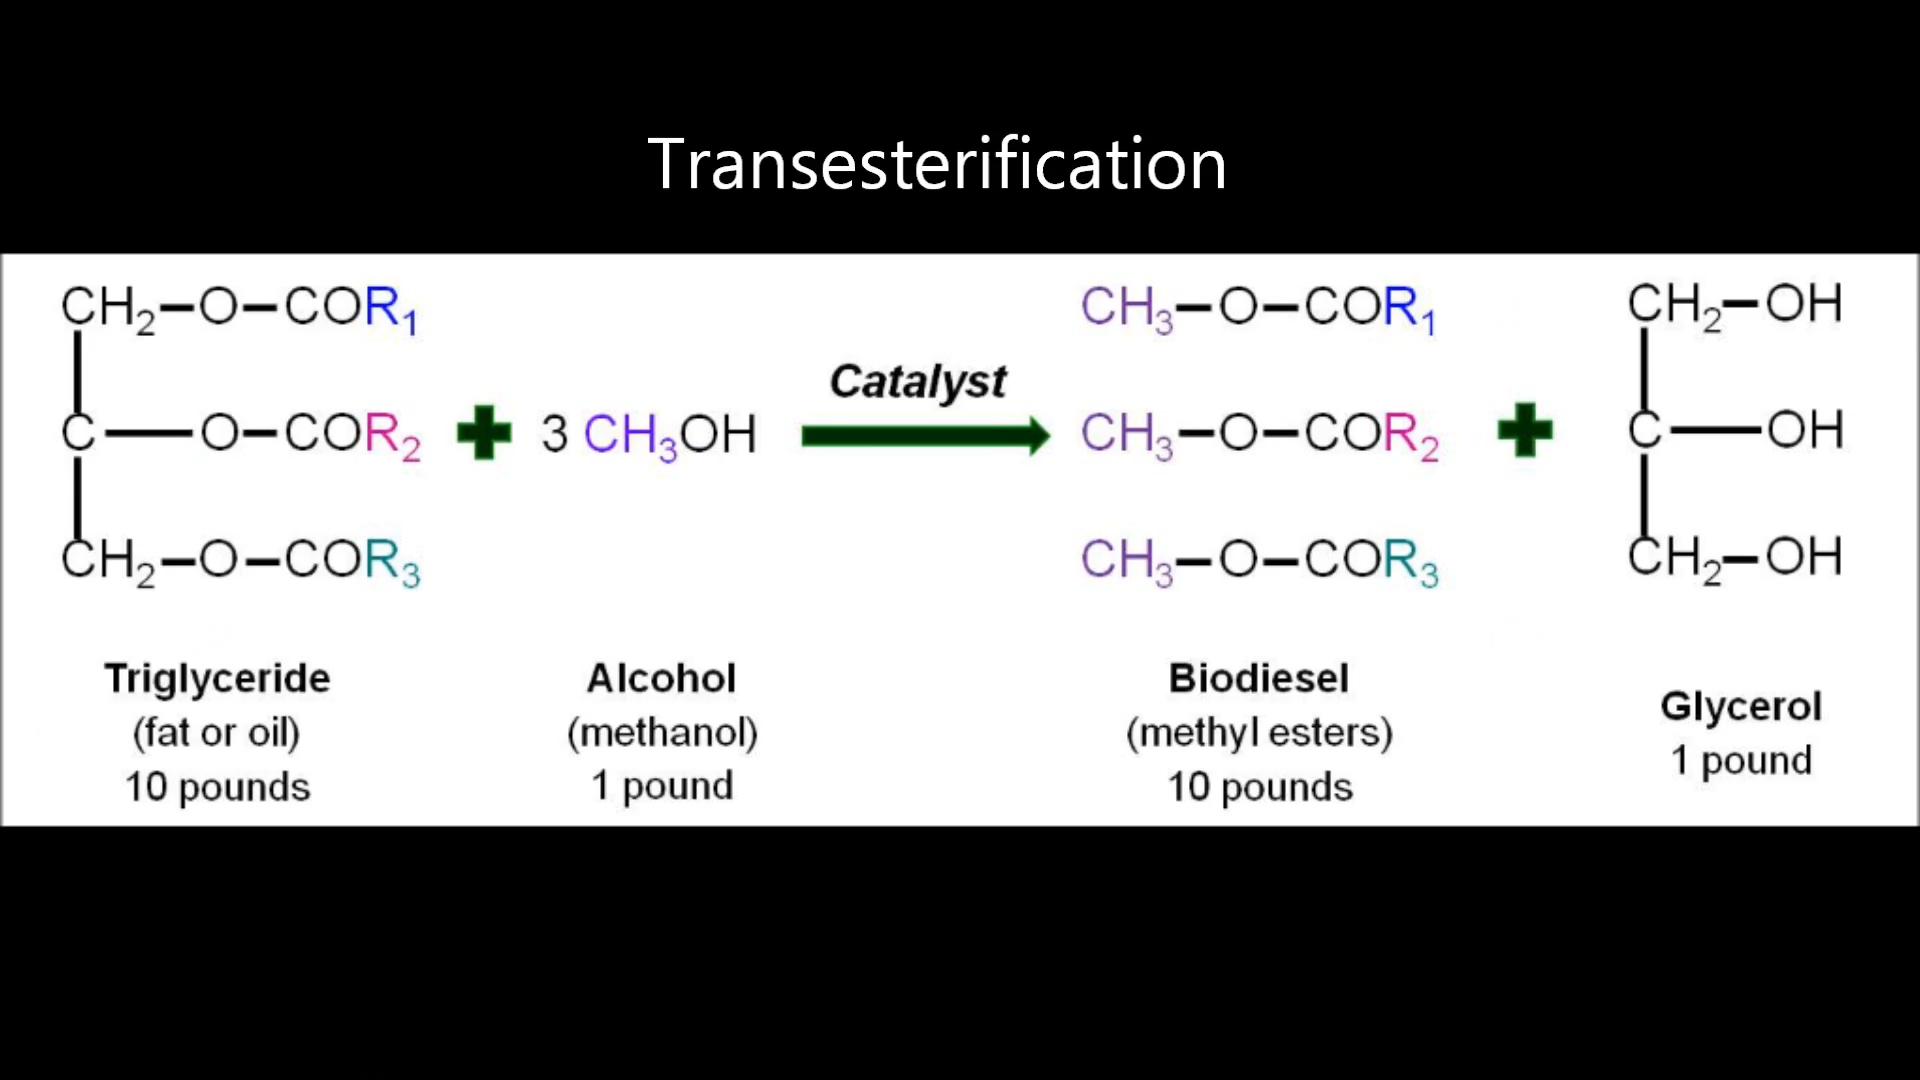 Transesterification
CH₂–O–COR₁
C–O–COR₂
CH₂–O–COR₃
+
3 CH₃OH
Catalyst
CH₃–O–COR₁
CH₃–O–COR₂
CH₃–O–COR₃
+
CH₂–OH
C–OH
CH₂–OH
Triglyceride
(fat or oil)
10 pounds
Alcohol
(methanol)
1 pound
Biodiesel
(methyl esters)
10 pounds
Glycerol
1 pound